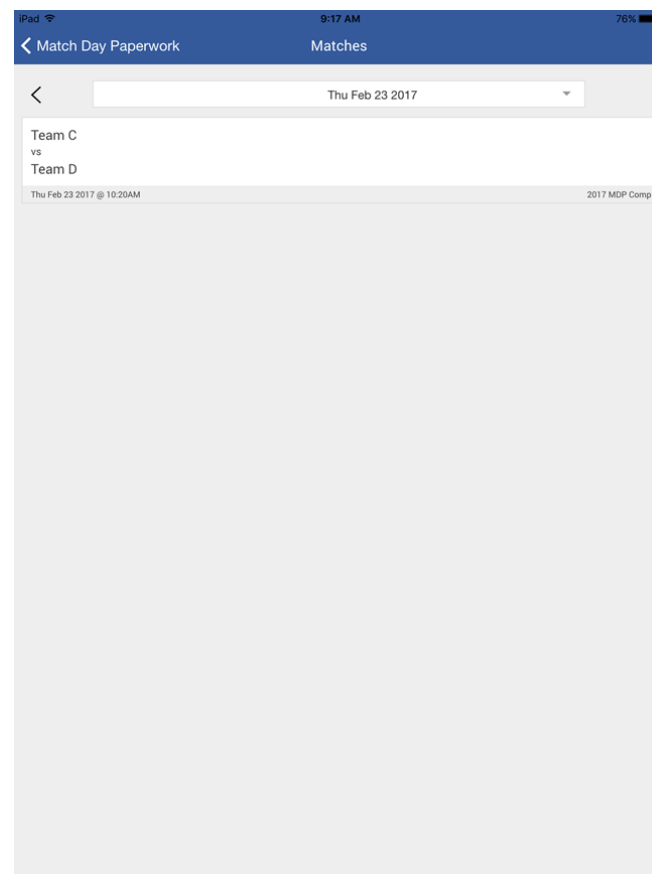 iPad 9:17 AM 76%
Match Day Paperwork Matches
Thu Feb 23 2017
Team C
vs
Team D
Thu Feb 23 2017 @ 10:20AM 2017 MDP Comp